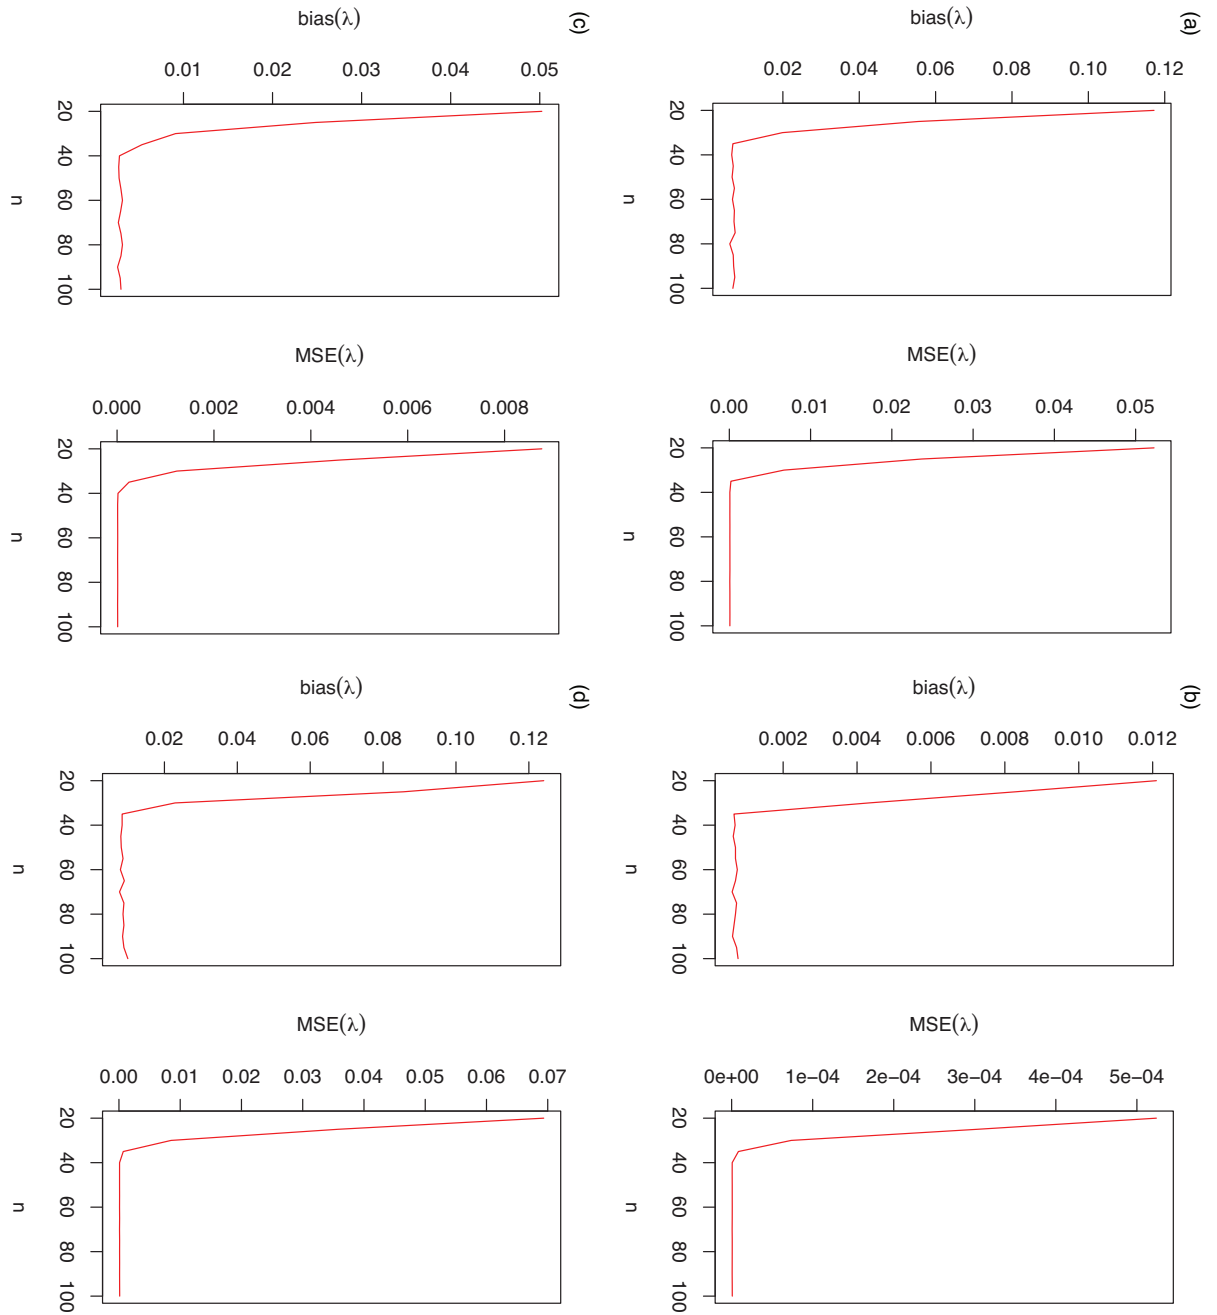 (a)
bias(λ)
0.02 0.04 0.06 0.08 0.10 0.12
20 40 60 80 100
n
MSE(λ)
0.00 0.01 0.02 0.03 0.04 0.05
20 40 60 80 100
n
(b)
bias(λ)
0.002 0.004 0.006 0.008 0.010 0.012
20 40 60 80 100
n
MSE(λ)
0e+00 1e−04 2e−04 3e−04 4e−04 5e−04
20 40 60 80 100
n
(c)
bias(λ)
0.01 0.02 0.03 0.04 0.05
20 40 60 80 100
n
MSE(λ)
0.000 0.002 0.004 0.006 0.008
20 40 60 80 100
n
(d)
bias(λ)
0.02 0.04 0.06 0.08 0.10 0.12
20 40 60 80 100
n
MSE(λ)
0.00 0.01 0.02 0.03 0.04 0.05 0.06 0.07
20 40 60 80 100
n